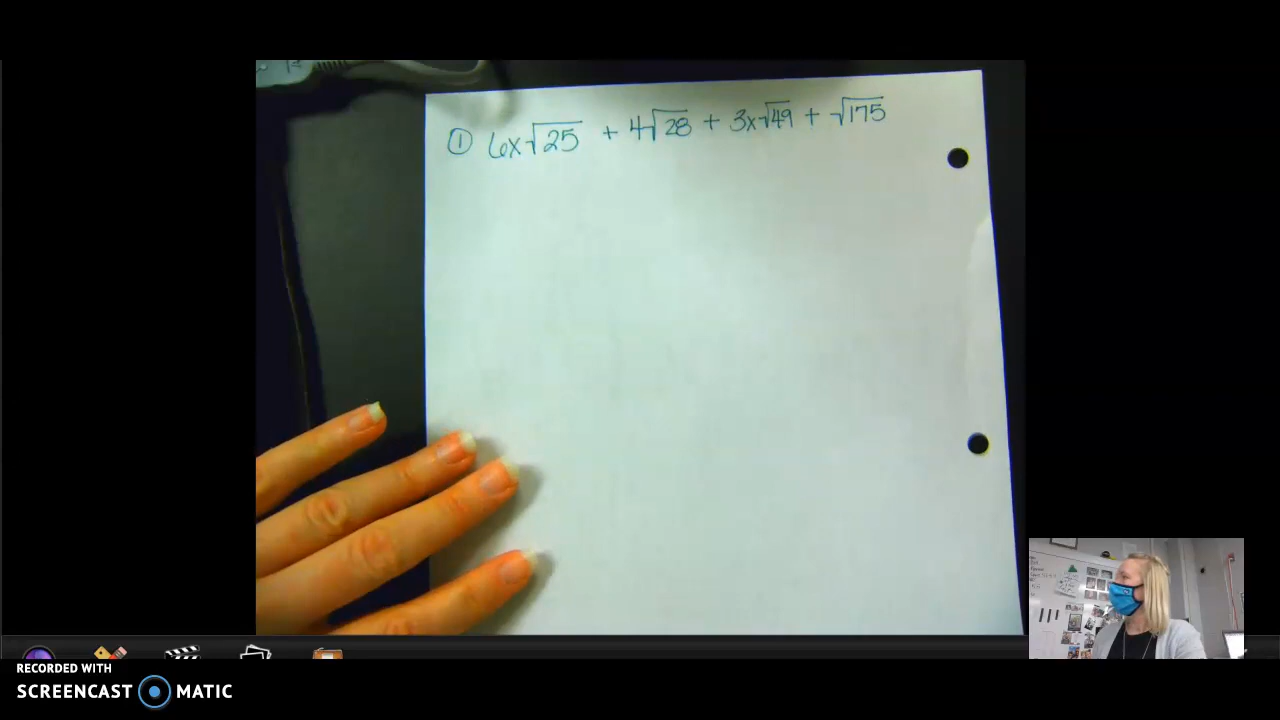 ① 6x√25 + 4√28 + 3x√49 + √175
RECORDED WITH
SCREENCAST MATIC